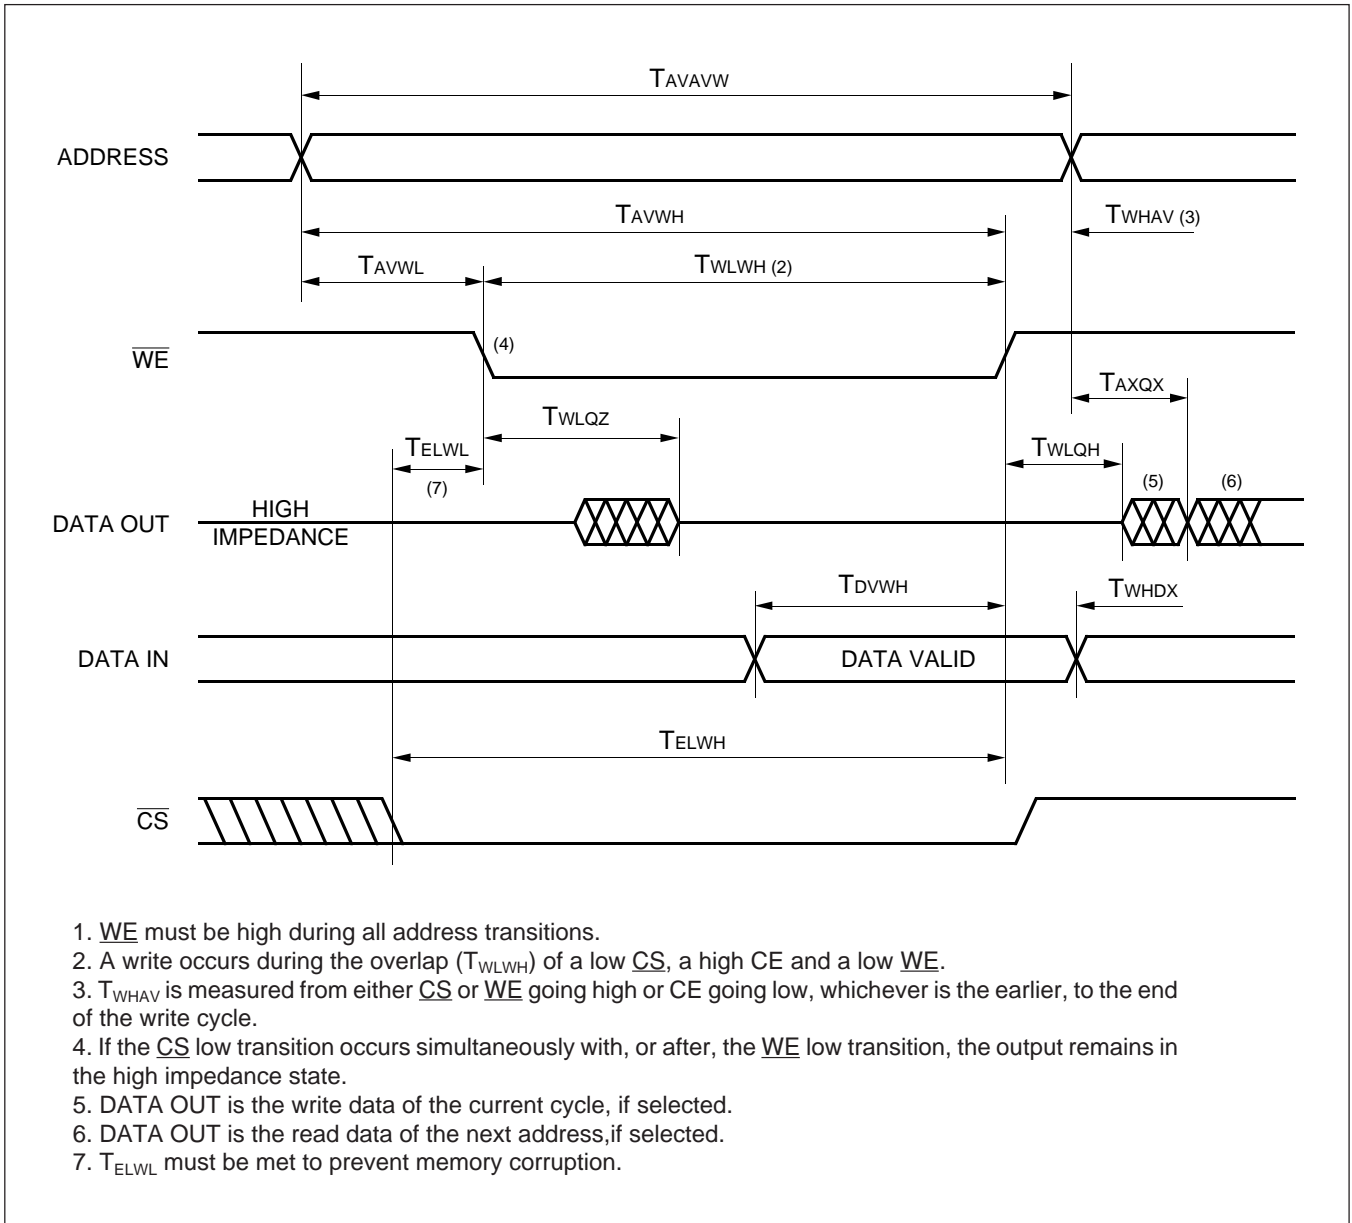 TAVAVW
ADDRESS
TAVWH
TWHAV (3)
TAVWL
TWLWH (2)
WE
(4)
TAXQX
TWLQZ
TELWL
TWLQH
(7)
(5)
(6)
DATA OUT
HIGH
IMPEDANCE
TDVWH
TWHDX
DATA IN
DATA VALID
TELWH
CS
1. WE must be high during all address transitions.
2. A write occurs during the overlap (TWLWH) of a low CS, a high CE and a low WE.
3. TWHAV is measured from either CS or WE going high or CE going low, whichever is the earlier, to the end
of the write cycle.
4. If the CS low transition occurs simultaneously with, or after, the WE low transition, the output remains in
the high impedance state.
5. DATA OUT is the write data of the current cycle, if selected.
6. DATA OUT is the read data of the next address,if selected.
7. TELWL must be met to prevent memory corruption.